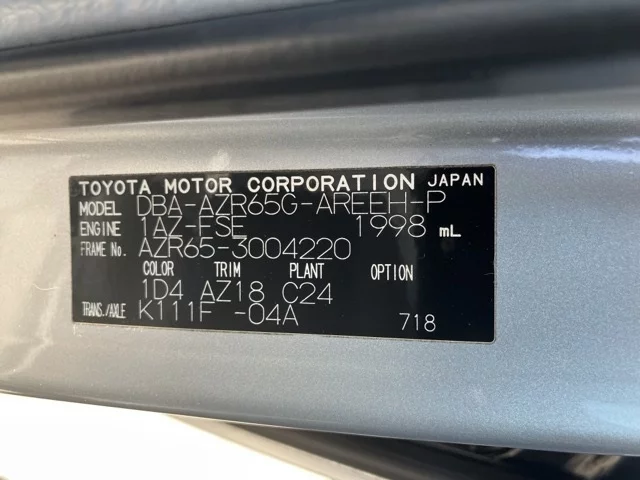 TOYOTA MOTOR CORPORATION JAPAN
MODEL DBA-AZR65G-AREEH-P
ENGINE 1AZ-FSE 1998 mL
FRAME No. AZR65-3004220
COLOR TRIM PLANT OPTION
1D4 AZ18 C24
TRANS./AXLE K111F -04A 718